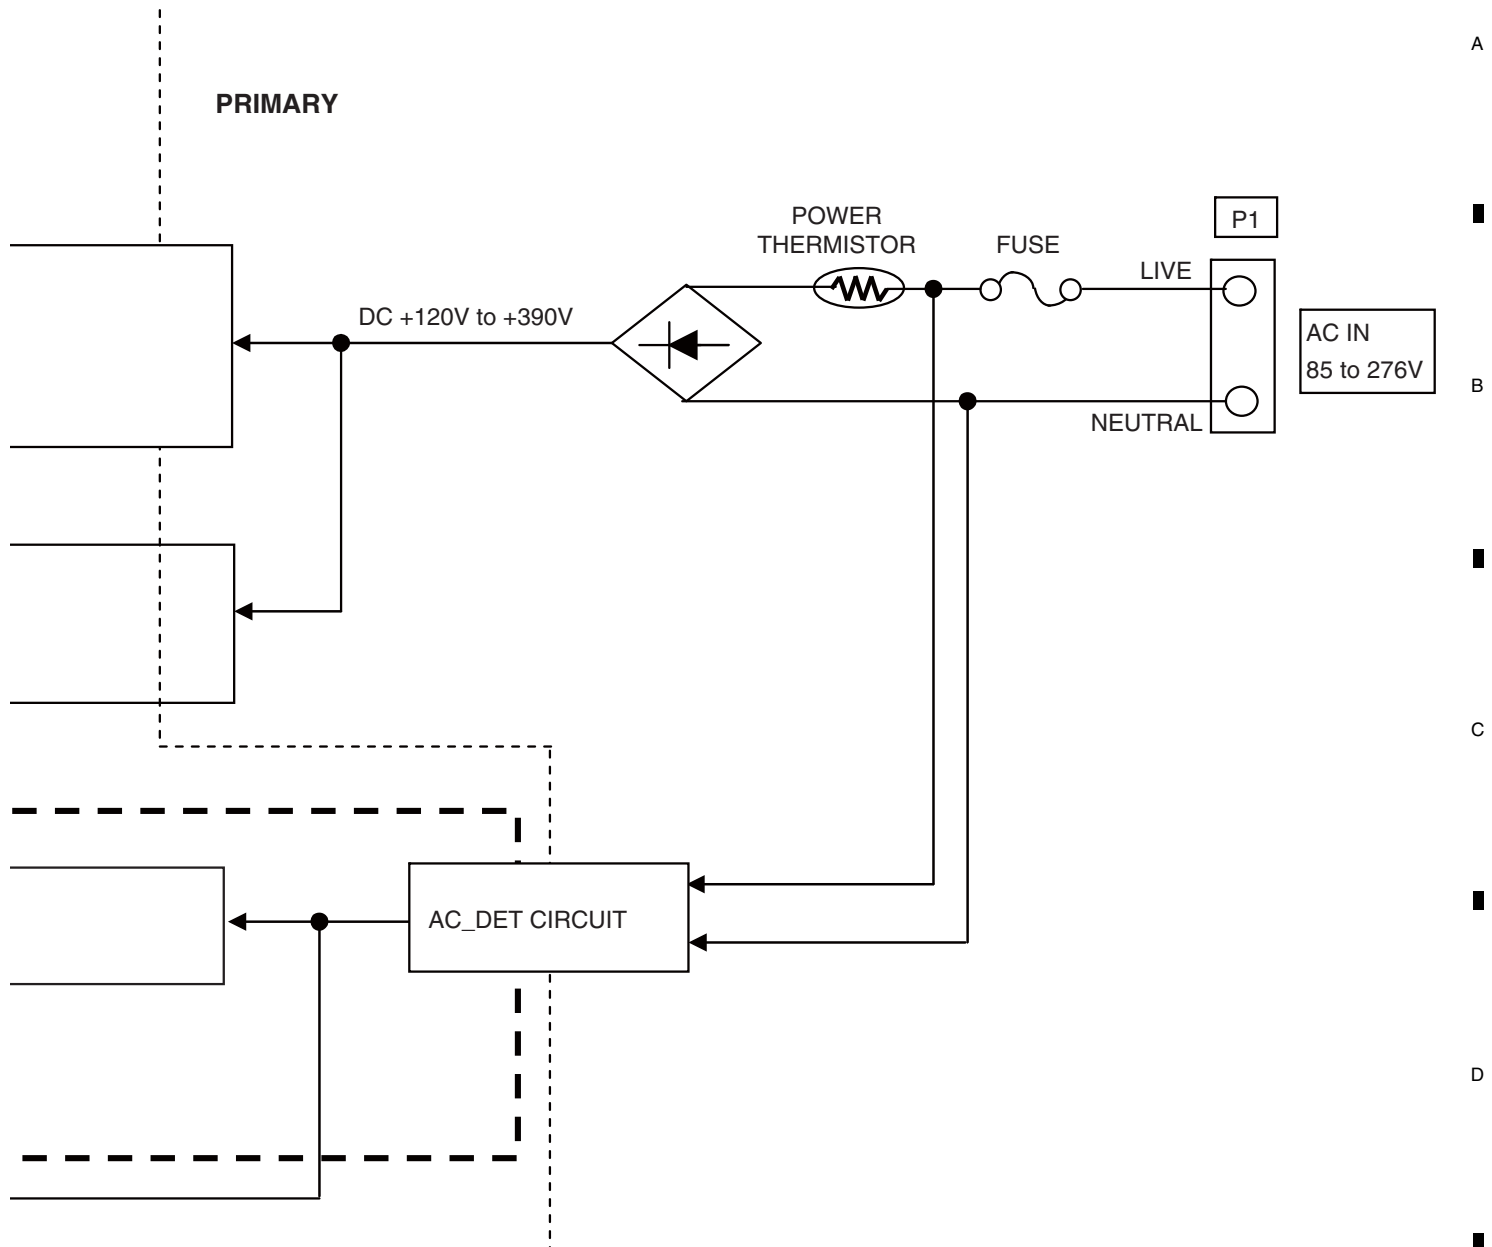 A
PRIMARY
P1
POWER
THERMISTOR
FUSE
LIVE
DC +120V to +390V
AC IN
85 to 276V
B
NEUTRAL
C
AC_DET CIRCUIT
D